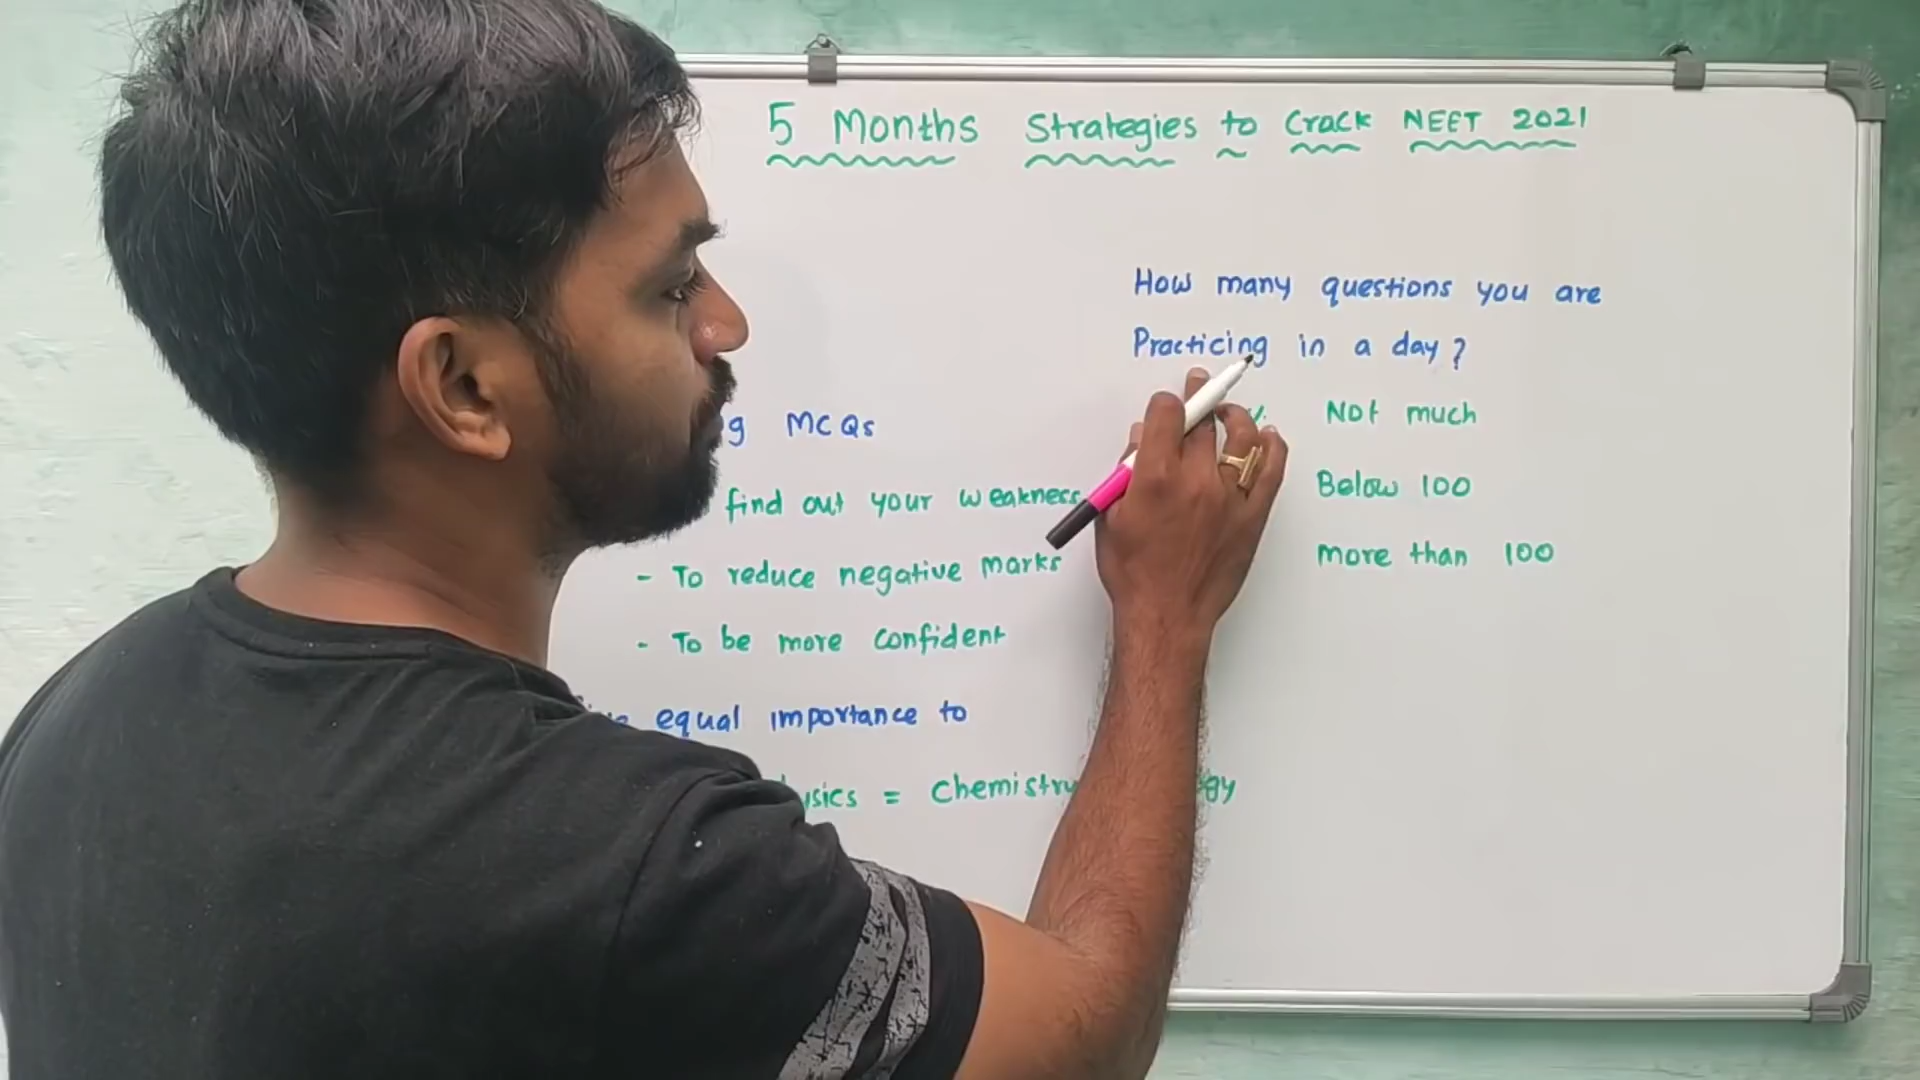 5 Months Strategies to Crack NEET 2021
MCQs
find out your weakness
- To reduce negative marks
- To be more confident
equal importance to
= Chemistry
How many questions you are
Practicing in a day?
Not much
Below 100
more than 100